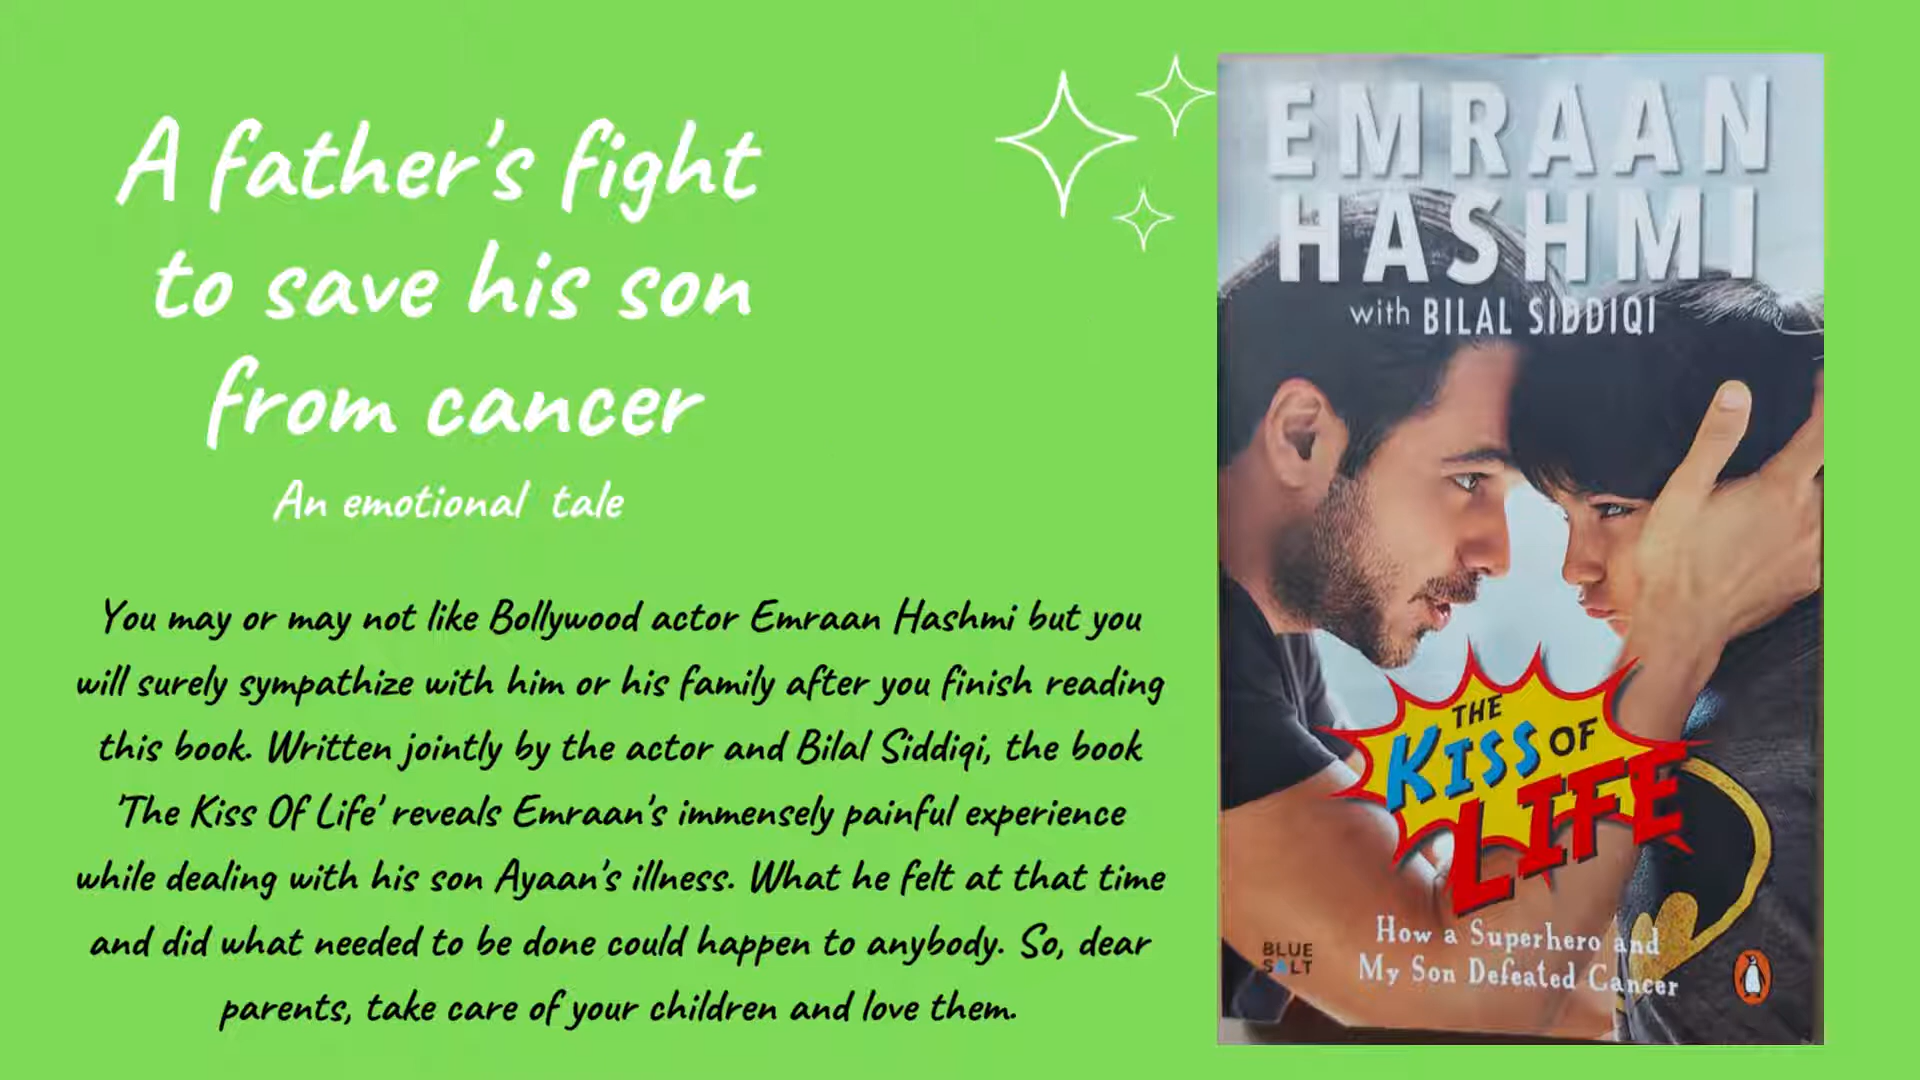 A father's fight
to save his son
from cancer
An emotional tale
You may or may not like Bollywood actor Emraan Hashmi but you
will surely sympathize with him or his family after you finish reading
this book. Written jointly by the actor and Bilal Siddiqi, the book
'The Kiss Of Life' reveals Emraan's immensely painful experience
while dealing with his son Ayaan's illness. What he felt at that time
and did what needed to be done could happen to anybody. So, dear
parents, take care of your children and love them.
EMRAAN
HASHMI
with BILAL SIDDIQI
THE
KISS OF
LIFE
How a Superhero and
My Son Defeated Cancer
BLUE
SALT